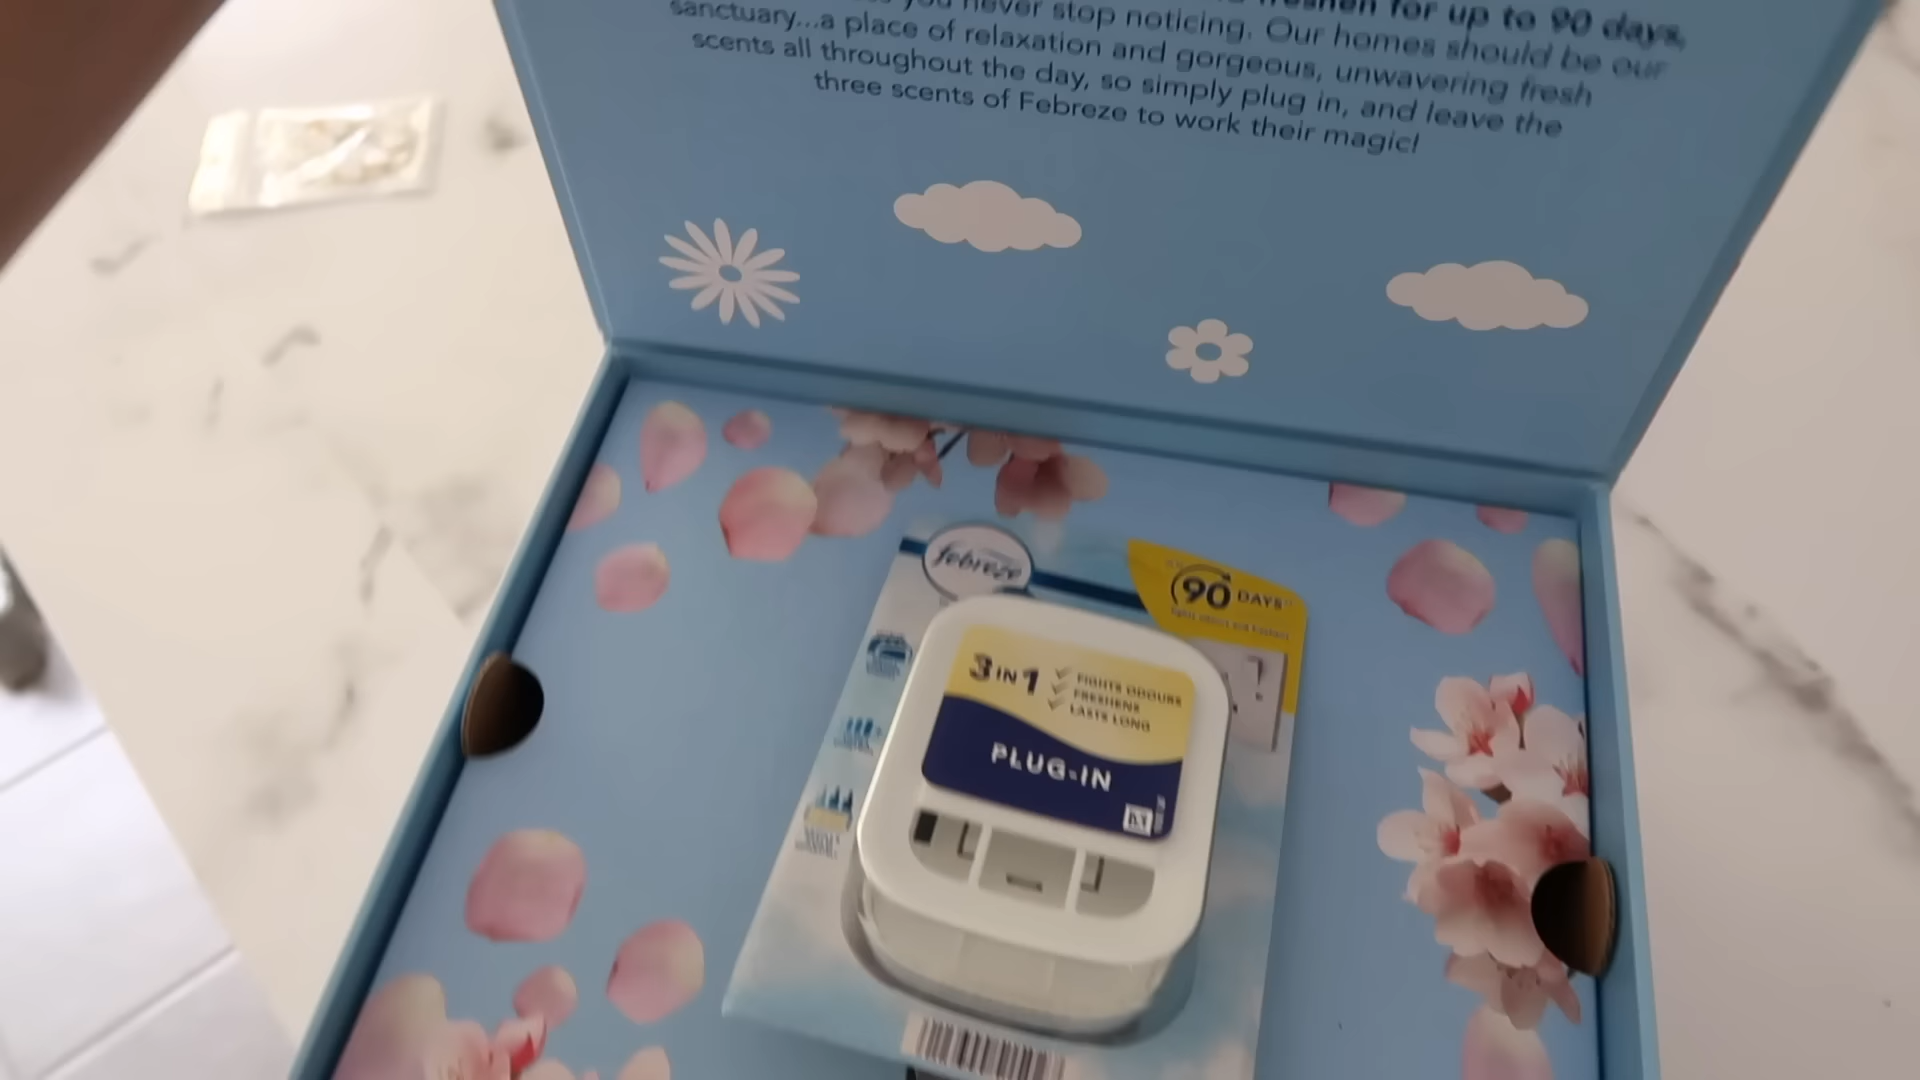 freshen for up to 90 days,
you never stop noticing. Our homes should be our
sanctuary...a place of relaxation and gorgeous, unwavering fresh
scents all throughout the day, so simply plug in, and leave the
three scents of Febreze to work their magic!
febreze
90 DAYS
3 IN 1
FIGHTS ODOURS
FRESHENS
LASTS LONG
PLUG-IN